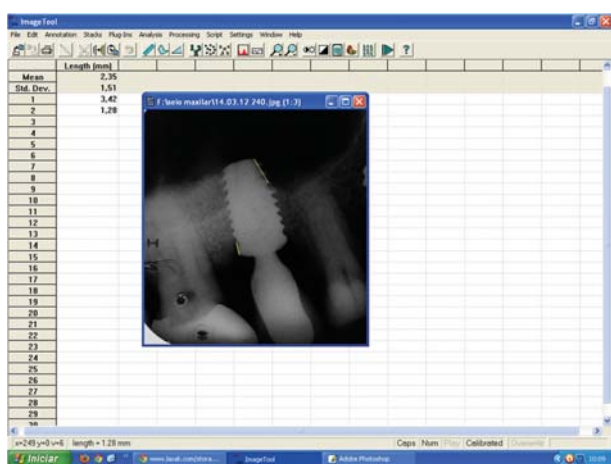 ImageTool
File Edit Annotation Stacks Plug-Ins Analysis Processing Script Settings Window Help
Length (mm)
Mean 2,35
Std. Dev. 1,51
1 3,42
2 1,28
3
4
5
6
7
8
9
10
11
12
13
14
15
16
17
18
19
20
21
22
23
24
25
26
27
28
29
F:\seio maxilar\14.03.12 240.jpg (1:3)
length = 1.28 mm
Caps Num Play Calibrated Overwrite
Iniciar
ImageTool
Adobe Photoshop